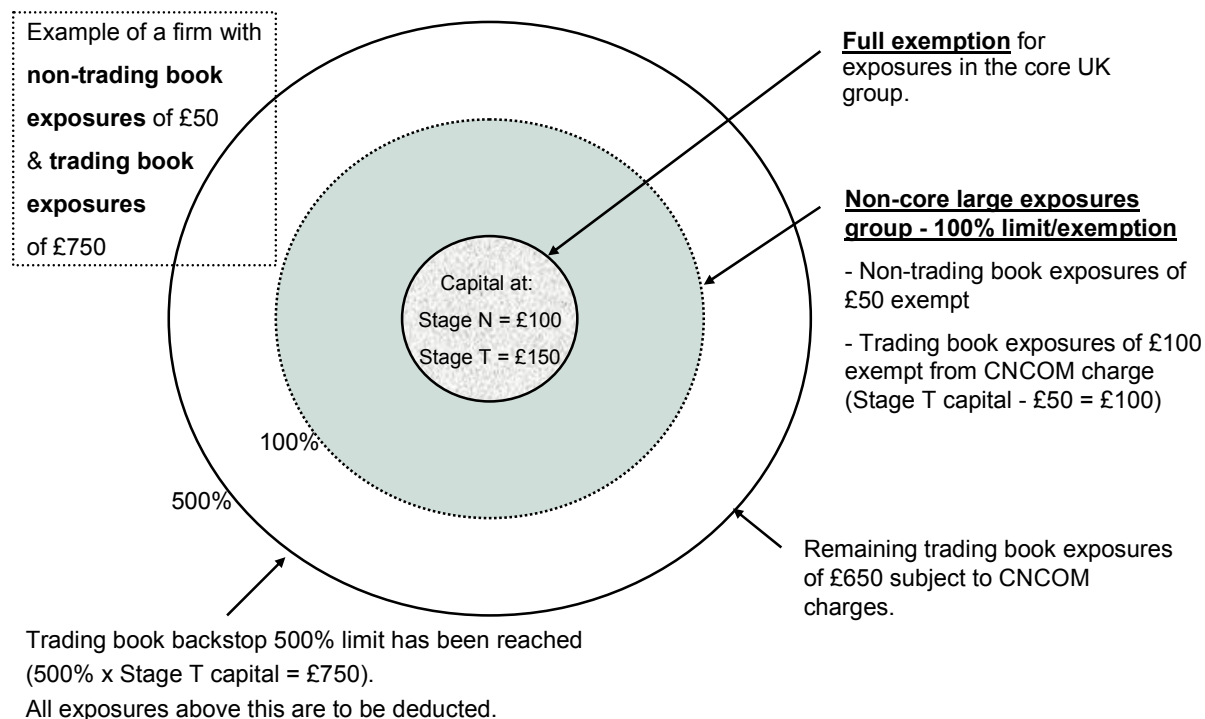 Example of a firm with
non-trading book
exposures of £50
& trading book
exposures
of £750
Full exemption for
exposures in the core UK
group.
Non-core large exposures
group - 100% limit/exemption
- Non-trading book exposures of
£50 exempt
- Trading book exposures of £100
exempt from CNCOM charge
(Stage T capital - £50 = £100)
Capital at:
Stage N = £100
Stage T = £150
100%
500%
Remaining trading book exposures
of £650 subject to CNCOM
charges.
Trading book backstop 500% limit has been reached
(500% x Stage T capital = £750).
All exposures above this are to be deducted.